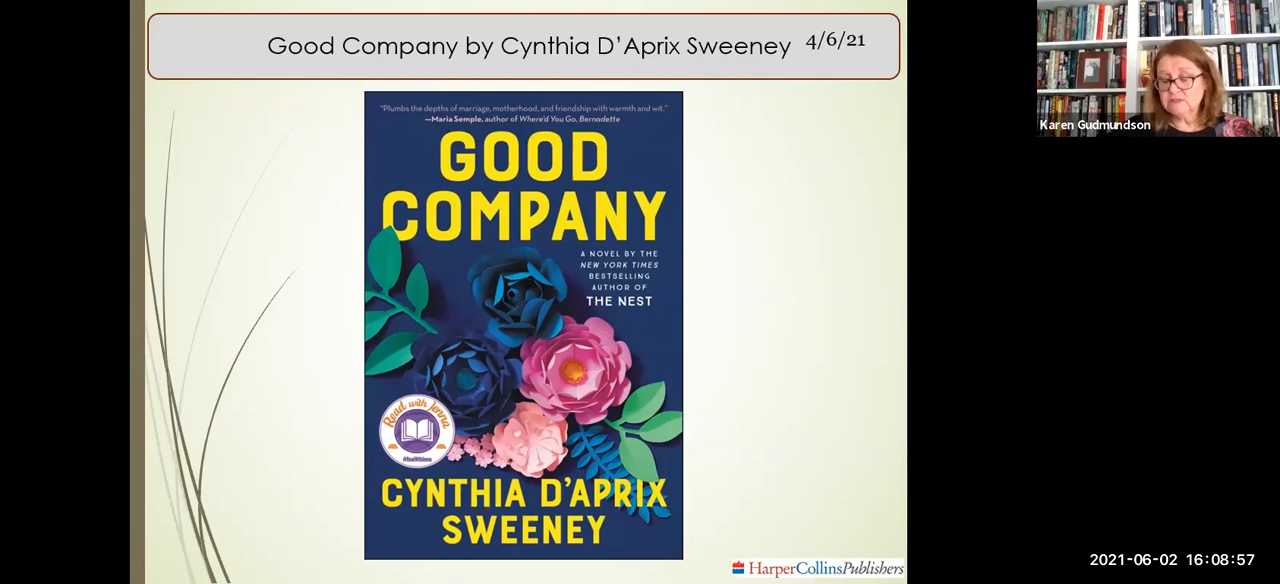 Good Company by Cynthia D’Aprix Sweeney 4/6/21
"Plumbs the depths of marriage, motherhood, and friendship with warmth and wit."
—Maria Semple, author of Where'd You Go, Bernadette
GOOD
COMPANY
A NOVEL BY THE
NEW YORK TIMES
BESTSELLING
AUTHOR OF
THE NEST
Read with Jenna
CYNTHIA D'APRIX
SWEENEY
HarperCollinsPublishers
Karen Gudmundson
2021-06-02 16:08:57